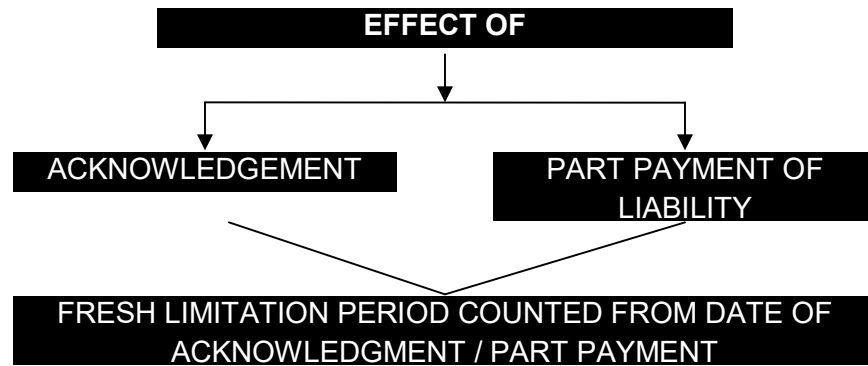 EFFECT OF
ACKNOWLEDGEMENT
PART PAYMENT OF
LIABILITY
FRESH LIMITATION PERIOD COUNTED FROM DATE OF
ACKNOWLEDGMENT / PART PAYMENT